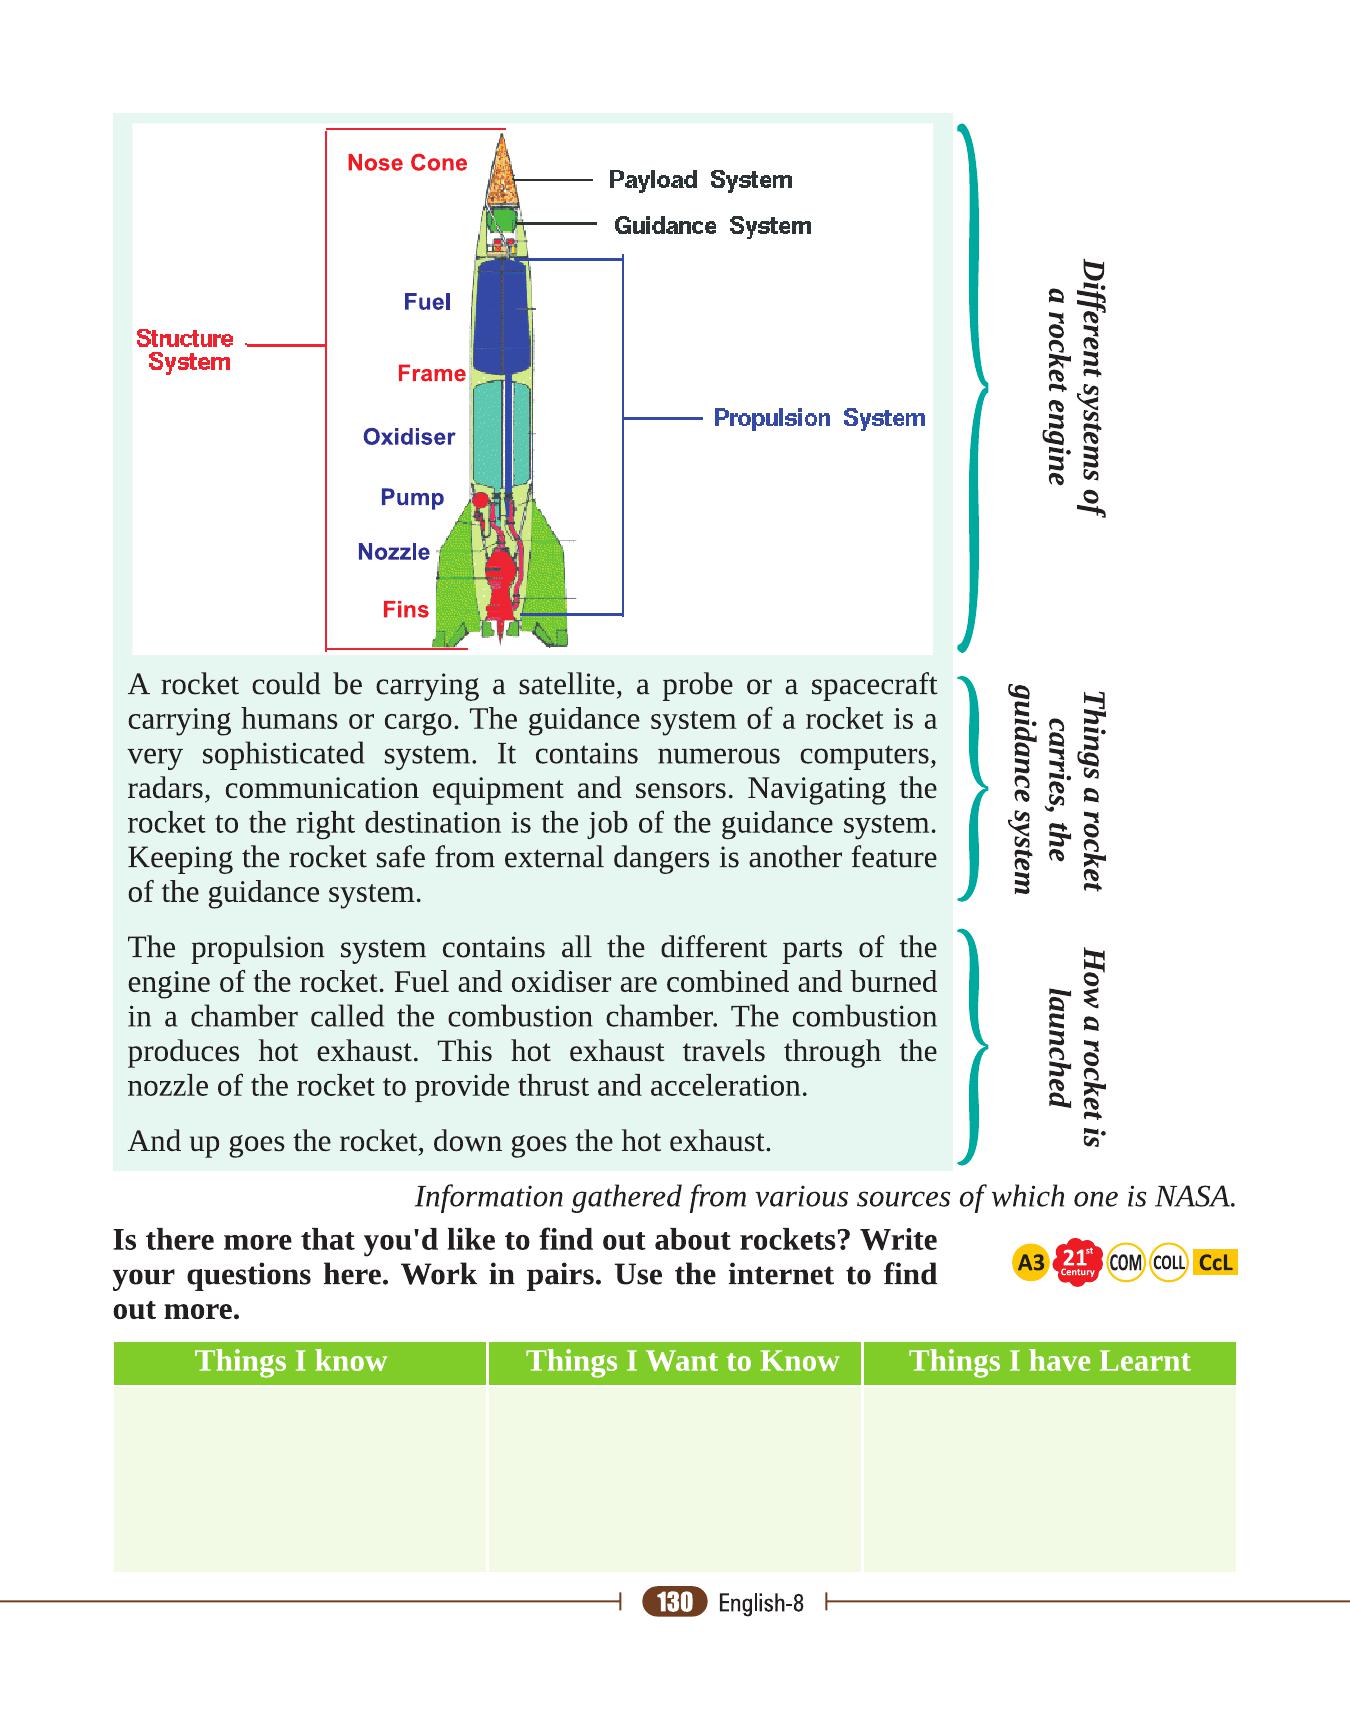 Nose Cone
Payload System
Guidance System
Fuel
Structure
System
Frame
Propulsion System
Oxidiser
Pump
Nozzle
Fins
Different systems of
a rocket engine
A rocket could be carrying a satellite, a probe or a spacecraft
carrying humans or cargo. The guidance system of a rocket is a
very sophisticated system. It contains numerous computers,
radars, communication equipment and sensors. Navigating the
rocket to the right destination is the job of the guidance system.
Keeping the rocket safe from external dangers is another feature
of the guidance system.
Things a rocket
carries, the
guidance system
The propulsion system contains all the different parts of the
engine of the rocket. Fuel and oxidiser are combined and burned
in a chamber called the combustion chamber. The combustion
produces hot exhaust. This hot exhaust travels through the
nozzle of the rocket to provide thrust and acceleration.
And up goes the rocket, down goes the hot exhaust.
How a rocket is
launched
Information gathered from various sources of which one is NASA.
Is there more that you'd like to find out about rockets? Write
your questions here. Work in pairs. Use the internet to find
out more.
A3 21st Century COM COLL CcL
Things I know Things I Want to Know Things I have Learnt
130 English-8